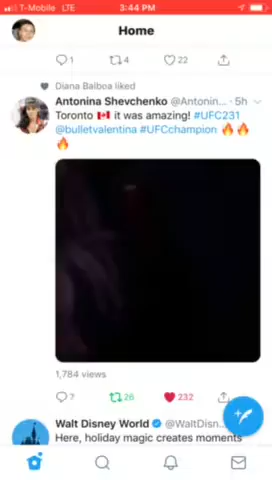 T-Mobile LTE 3:44 PM
Home
1 4 22
Diana Balboa liked
Antonina Shevchenko @Antonin... · 5h
Toronto 🇨🇦 it was amazing! #UFC231
@bulletvalentina #UFCchampion 🔥🔥
🔥
1,784 views
7 26 232
Walt Disney World @WaltDisn...
Here, holiday magic creates moments